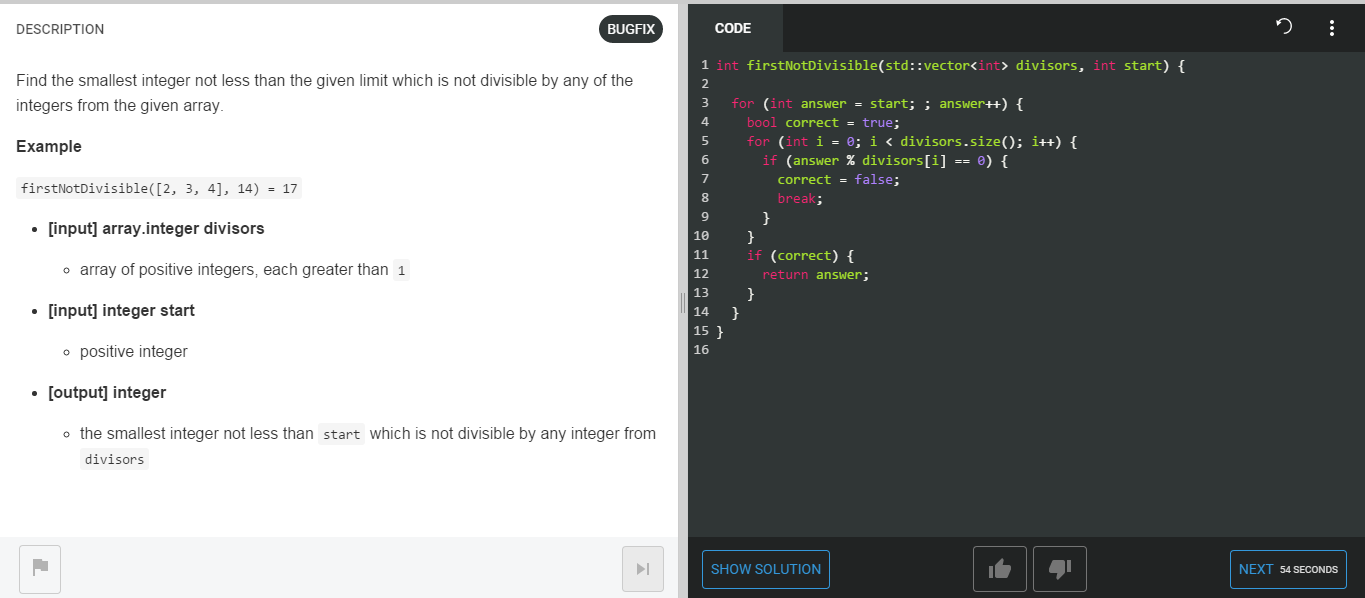 DESCRIPTION
BUGFIX
Find the smallest integer not less than the given limit which is not divisible by any of the
integers from the given array.
Example
firstNotDivisible([2, 3, 4], 14) = 17
[input] array.integer divisors
array of positive integers, each greater than 1
[input] integer start
positive integer
[output] integer
the smallest integer not less than start which is not divisible by any integer from
divisors
CODE
1 int firstNotDivisible(std::vector<int> divisors, int start) {
2
3   for (int answer = start; ; answer++) {
4     bool correct = true;
5     for (int i = 0; i < divisors.size(); i++) {
6       if (answer % divisors[i] == 0) {
7         correct = false;
8         break;
9       }
10     }
11     if (correct) {
12       return answer;
13     }
14   }
15 }
16
SHOW SOLUTION
NEXT 54 SECONDS